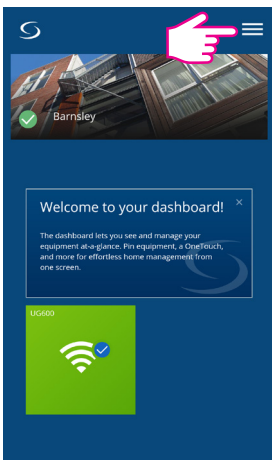 Barnsley
Welcome to your dashboard!
The dashboard lets you see and manage your
equipment at-a-glance. Pin equipment, a OneTouch,
and more for effortless home management from
one screen.
UG600